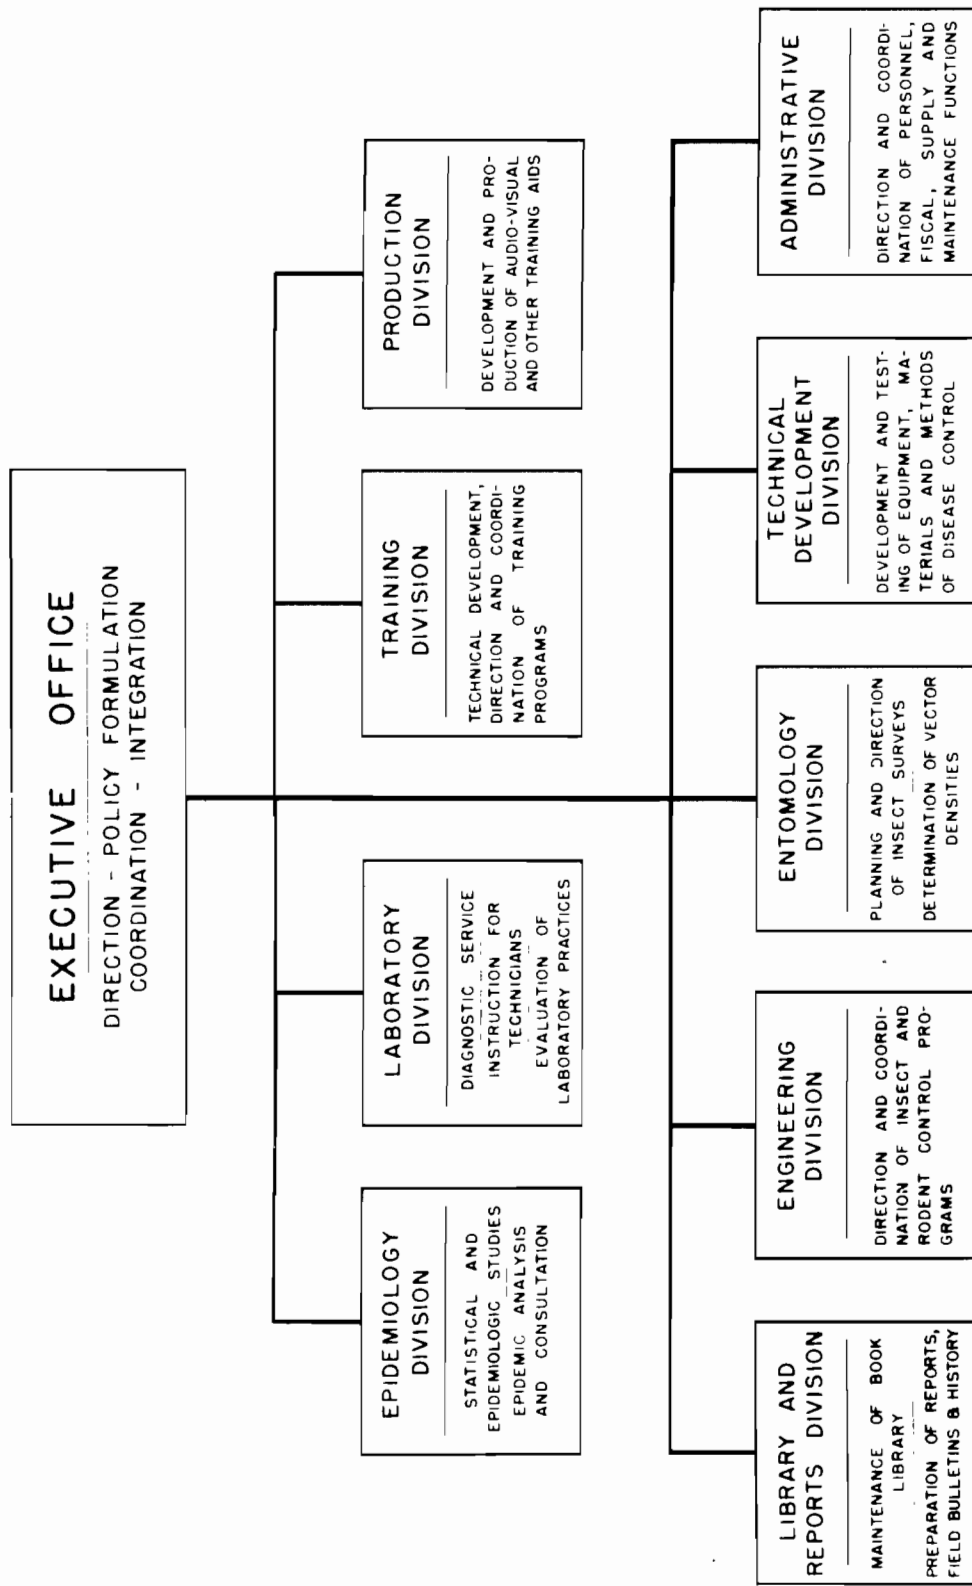 EXECUTIVE OFFICE
DIRECTION - POLICY FORMULATION
COORDINATION - INTEGRATION
EPIDEMIOLOGY
DIVISION
STATISTICAL AND
EPIDEMIOLOGIC STUDIES
EPIDEMIC ANALYSIS
AND CONSULTATION
LABORATORY
DIVISION
DIAGNOSTIC SERVICE
INSTRUCTION FOR
TECHNICIANS
EVALUATION OF
LABORATORY PRACTICES
TRAINING
DIVISION
TECHNICAL DEVELOPMENT,
DIRECTION AND COORDI-
NATION OF TRAINING
PROGRAMS
PRODUCTION
DIVISION
DEVELOPMENT AND PRO-
DUCTION OF AUDIO-VISUAL
AND OTHER TRAINING AIDS
LIBRARY AND
REPORTS DIVISION
MAINTENANCE OF BOOK
LIBRARY
PREPARATION OF REPORTS,
FIELD BULLETINS & HISTORY
ENGINEERING
DIVISION
DIRECTION AND COORDI-
NATION OF INSECT AND
RODENT CONTROL PRO-
GRAMS
ENTOMOLOGY
DIVISION
PLANNING AND DIRECTION
OF INSECT SURVEYS
DETERMINATION OF VECTOR
DENSITIES
TECHNICAL
DEVELOPMENT
DIVISION
DEVELOPMENT AND TEST-
ING OF EQUIPMENT, MA-
TERIALS AND METHODS
OF DISEASE CONTROL
ADMINISTRATIVE
DIVISION
DIRECTION AND COORDI-
NATION OF PERSONNEL,
FISCAL, SUPPLY AND
MAINTENANCE FUNCTIONS